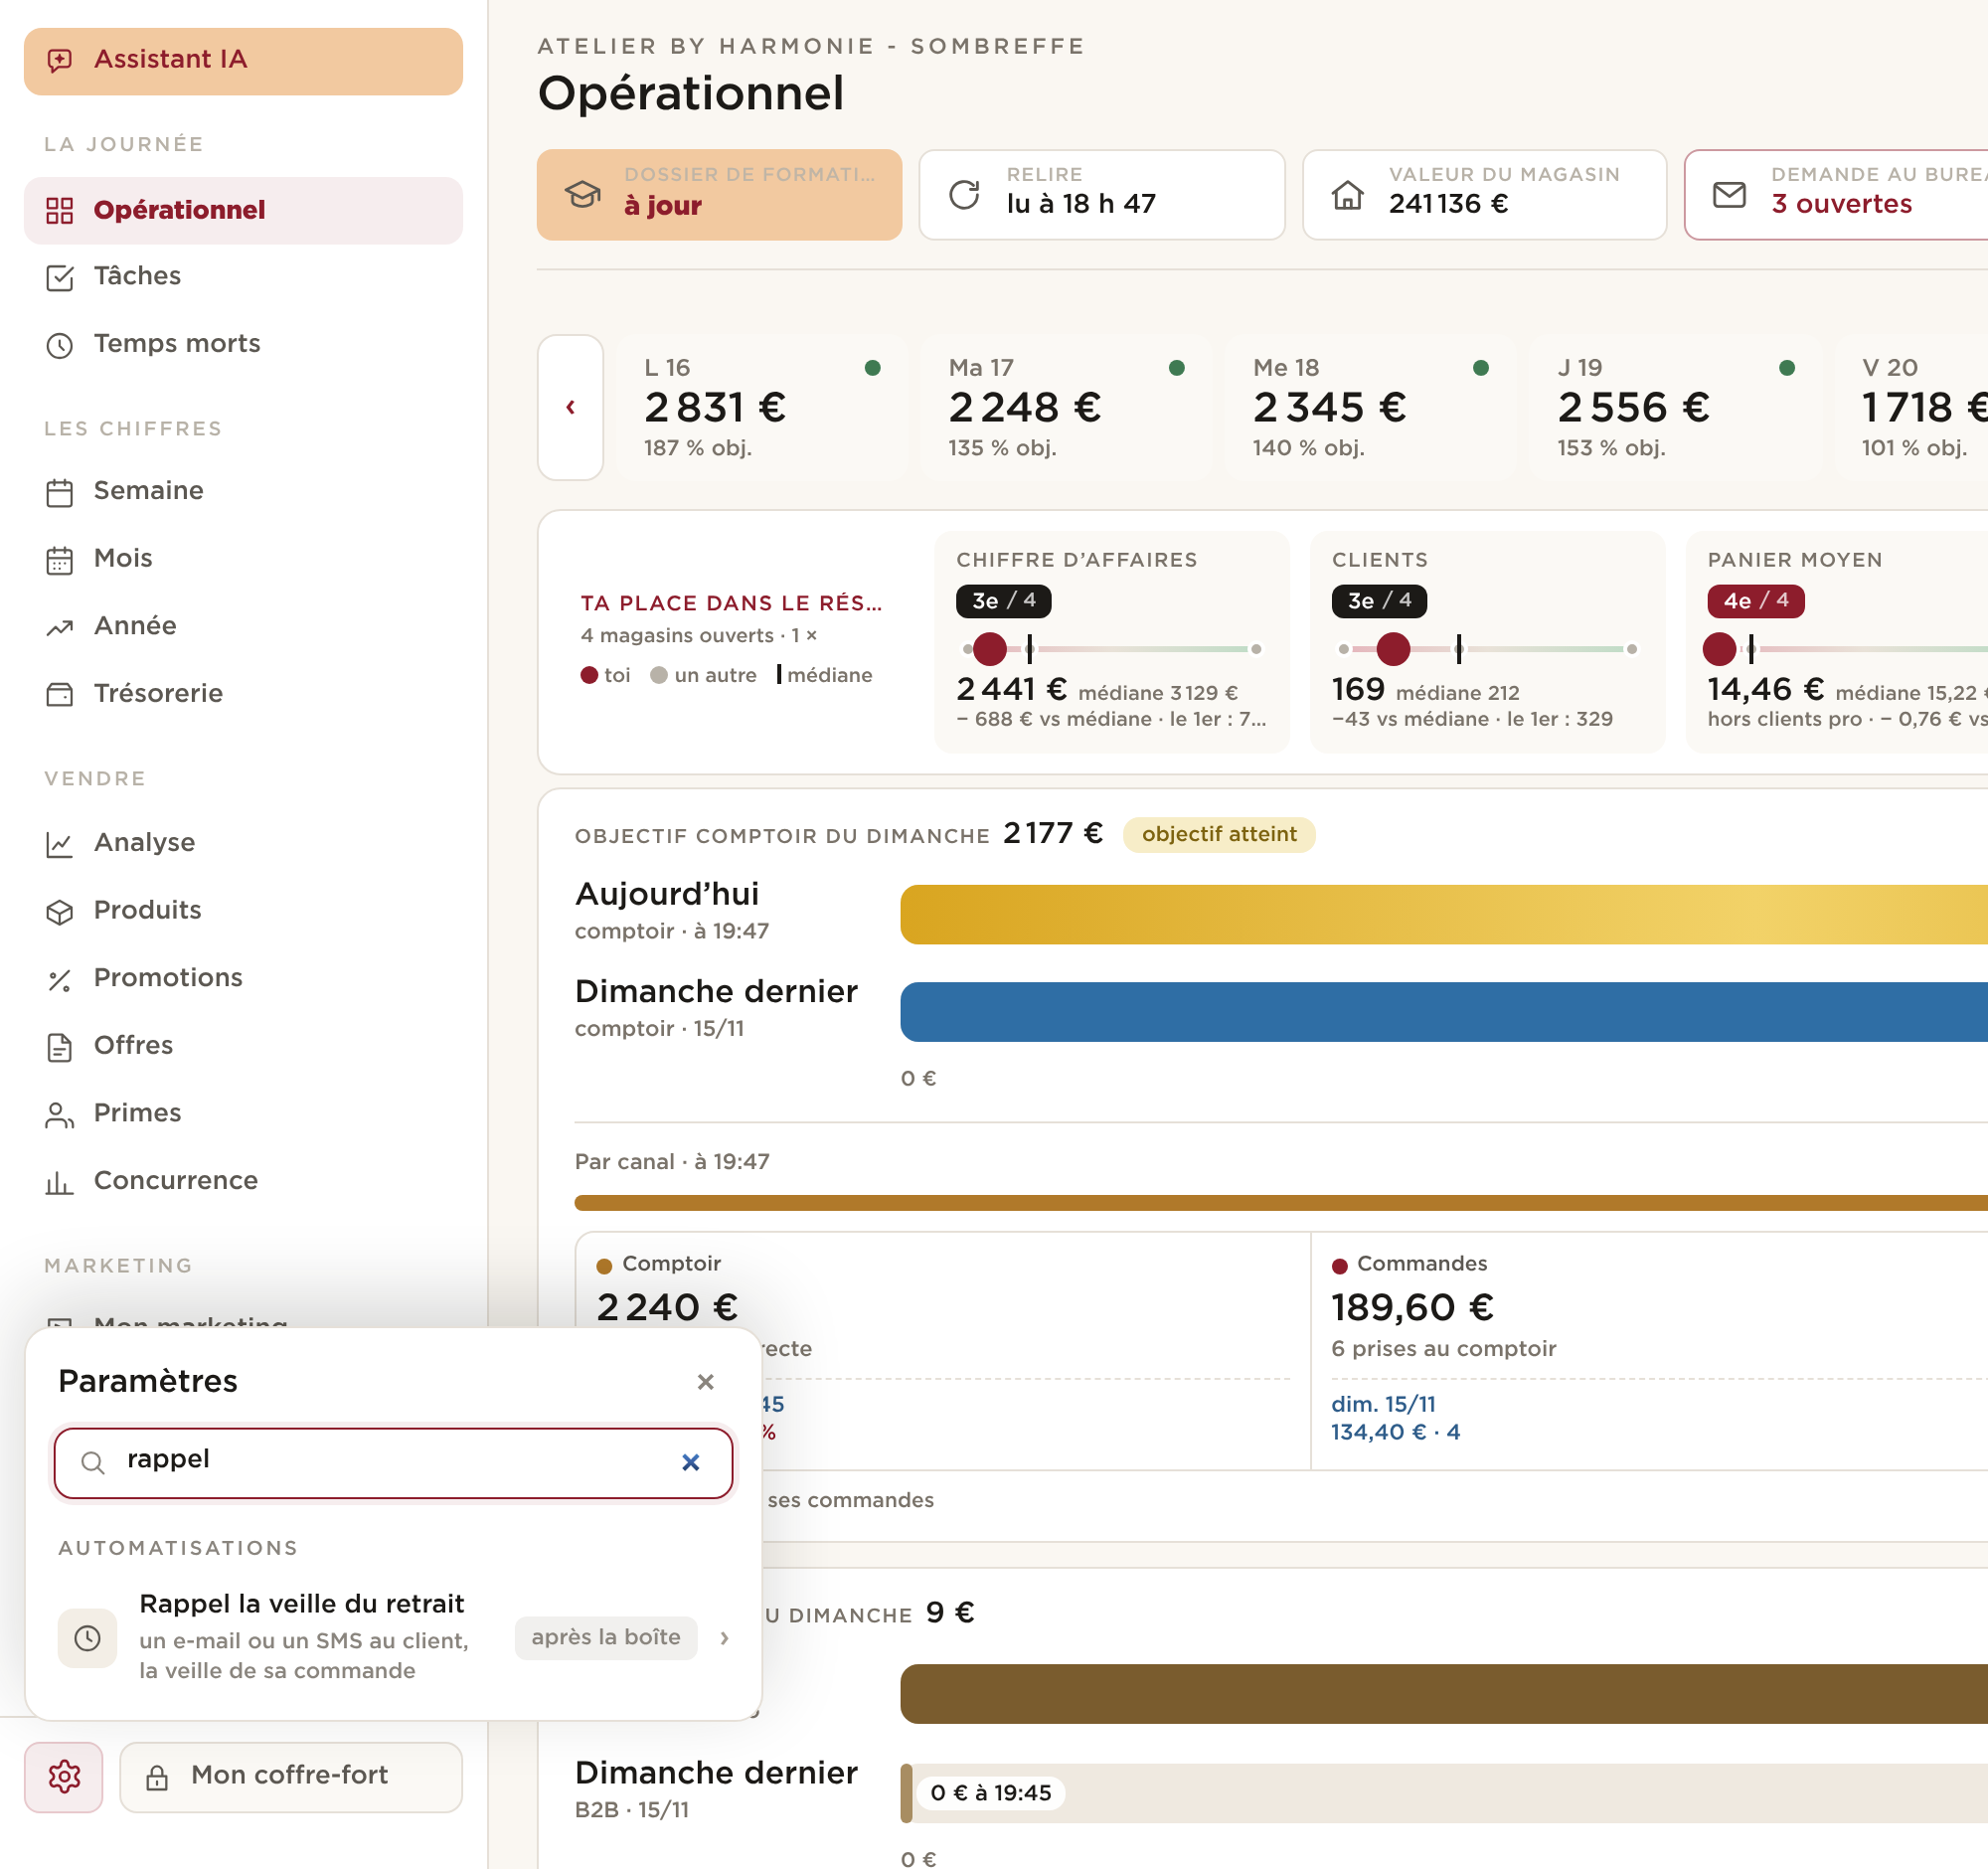 Assistant IA
LA JOURNÉE
Opérationnel
Tâches
Temps morts
LES CHIFFRES
Semaine
Mois
Année
Trésorerie
VENDRE
Analyse
Produits
Promotions
Offres
Primes
Concurrence
MARKETING
Mon marketing
Paramètres
rappel
AUTOMATISATIONS
Rappel la veille du retrait
un e-mail ou un SMS au client,
la veille de sa commande
après la boîte
Mon coffre-fort
ATELIER BY HARMONIE - SOMBREFFE
Opérationnel
DOSSIER DE FORMATI...
à jour
RELIRE
lu à 18 h 47
VALEUR DU MAGASIN
241 136 €
DEMANDE AU BUREA
3 ouvertes
L 16
2 831 €
187 % obj.
Ma 17
2 248 €
135 % obj.
Me 18
2 345 €
140 % obj.
J 19
2 556 €
153 % obj.
V 20
1 718 €
101 % obj.
TA PLACE DANS LE RÉS...
4 magasins ouverts · 1 ×
toi un autre médiane
CHIFFRE D’AFFAIRES
3e / 4
2 441 € médiane 3 129 €
− 688 € vs médiane · le 1er : 7...
CLIENTS
3e / 4
169 médiane 212
−43 vs médiane · le 1er : 329
PANIER MOYEN
4e / 4
14,46 € médiane 15,22 €
hors clients pro · − 0,76 € vs
OBJECTIF COMPTOIR DU DIMANCHE 2 177 € objectif atteint
Aujourd’hui
comptoir · à 19:47
Dimanche dernier
comptoir · 15/11
0 €
Par canal · à 19:47
Comptoir
2 240 €
recte
45
%
Commandes
189,60 €
6 prises au comptoir
dim. 15/11
134,40 € · 4
ses commandes
U DIMANCHE 9 €
Dimanche dernier
B2B · 15/11
0 € à 19:45
0 €